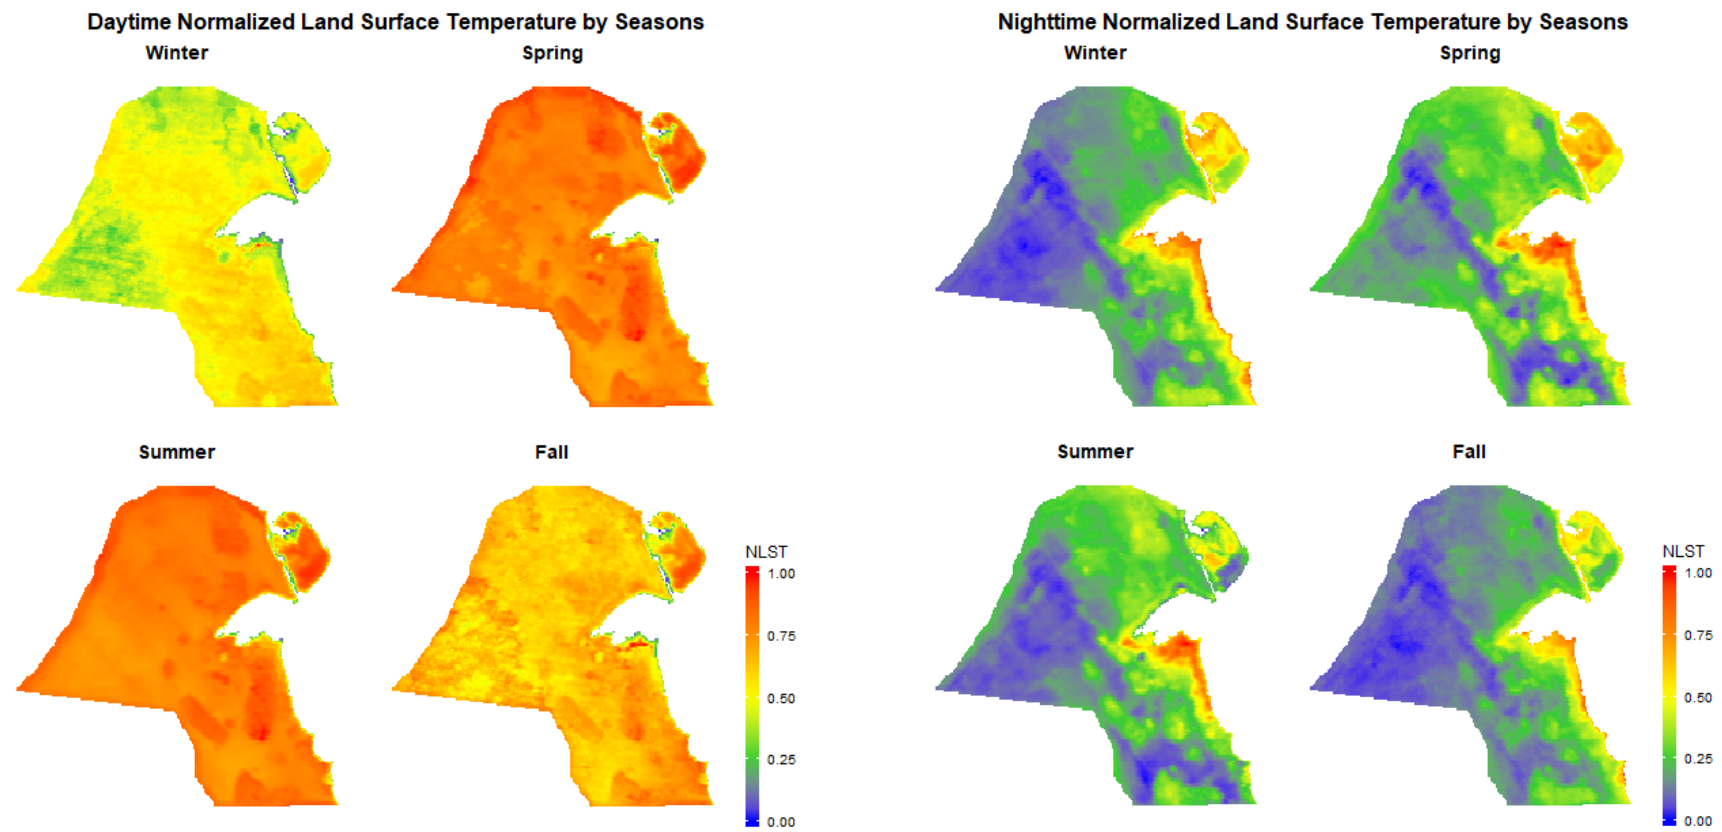 Daytime Normalized Land Surface Temperature by Seasons
Winter
Spring
Summer
Fall
NLST
1.00
0.75
0.50
0.25
0.00
Nighttime Normalized Land Surface Temperature by Seasons
Winter
Spring
Summer
Fall
NLST
1.00
0.75
0.50
0.25
0.00